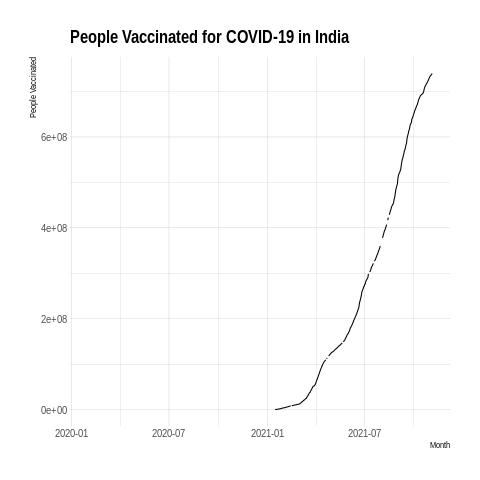 People Vaccinated for COVID-19 in India
People Vaccinated
6e+08
4e+08
2e+08
0e+00
2020-01 2020-07 2021-01 2021-07
Month